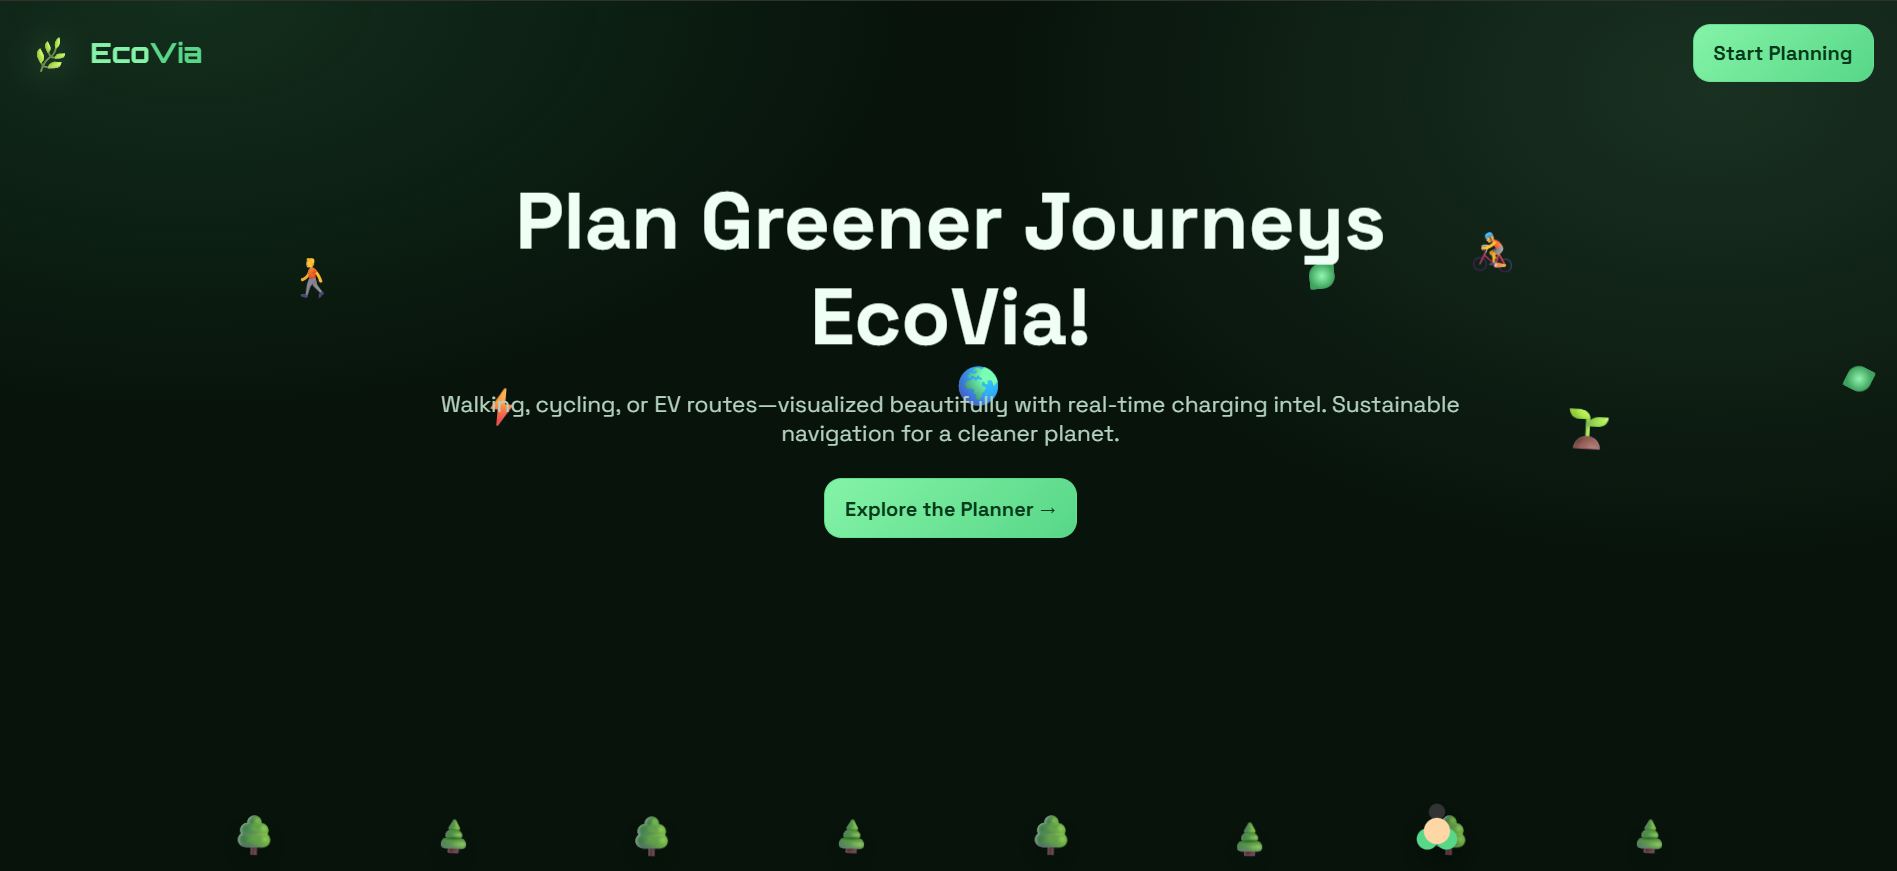 EcoVia
Start Planning
Plan Greener Journeys
EcoVia!
Walking, cycling, or EV routes—visualized beautifully with real-time charging intel. Sustainable
navigation for a cleaner planet.
Explore the Planner →